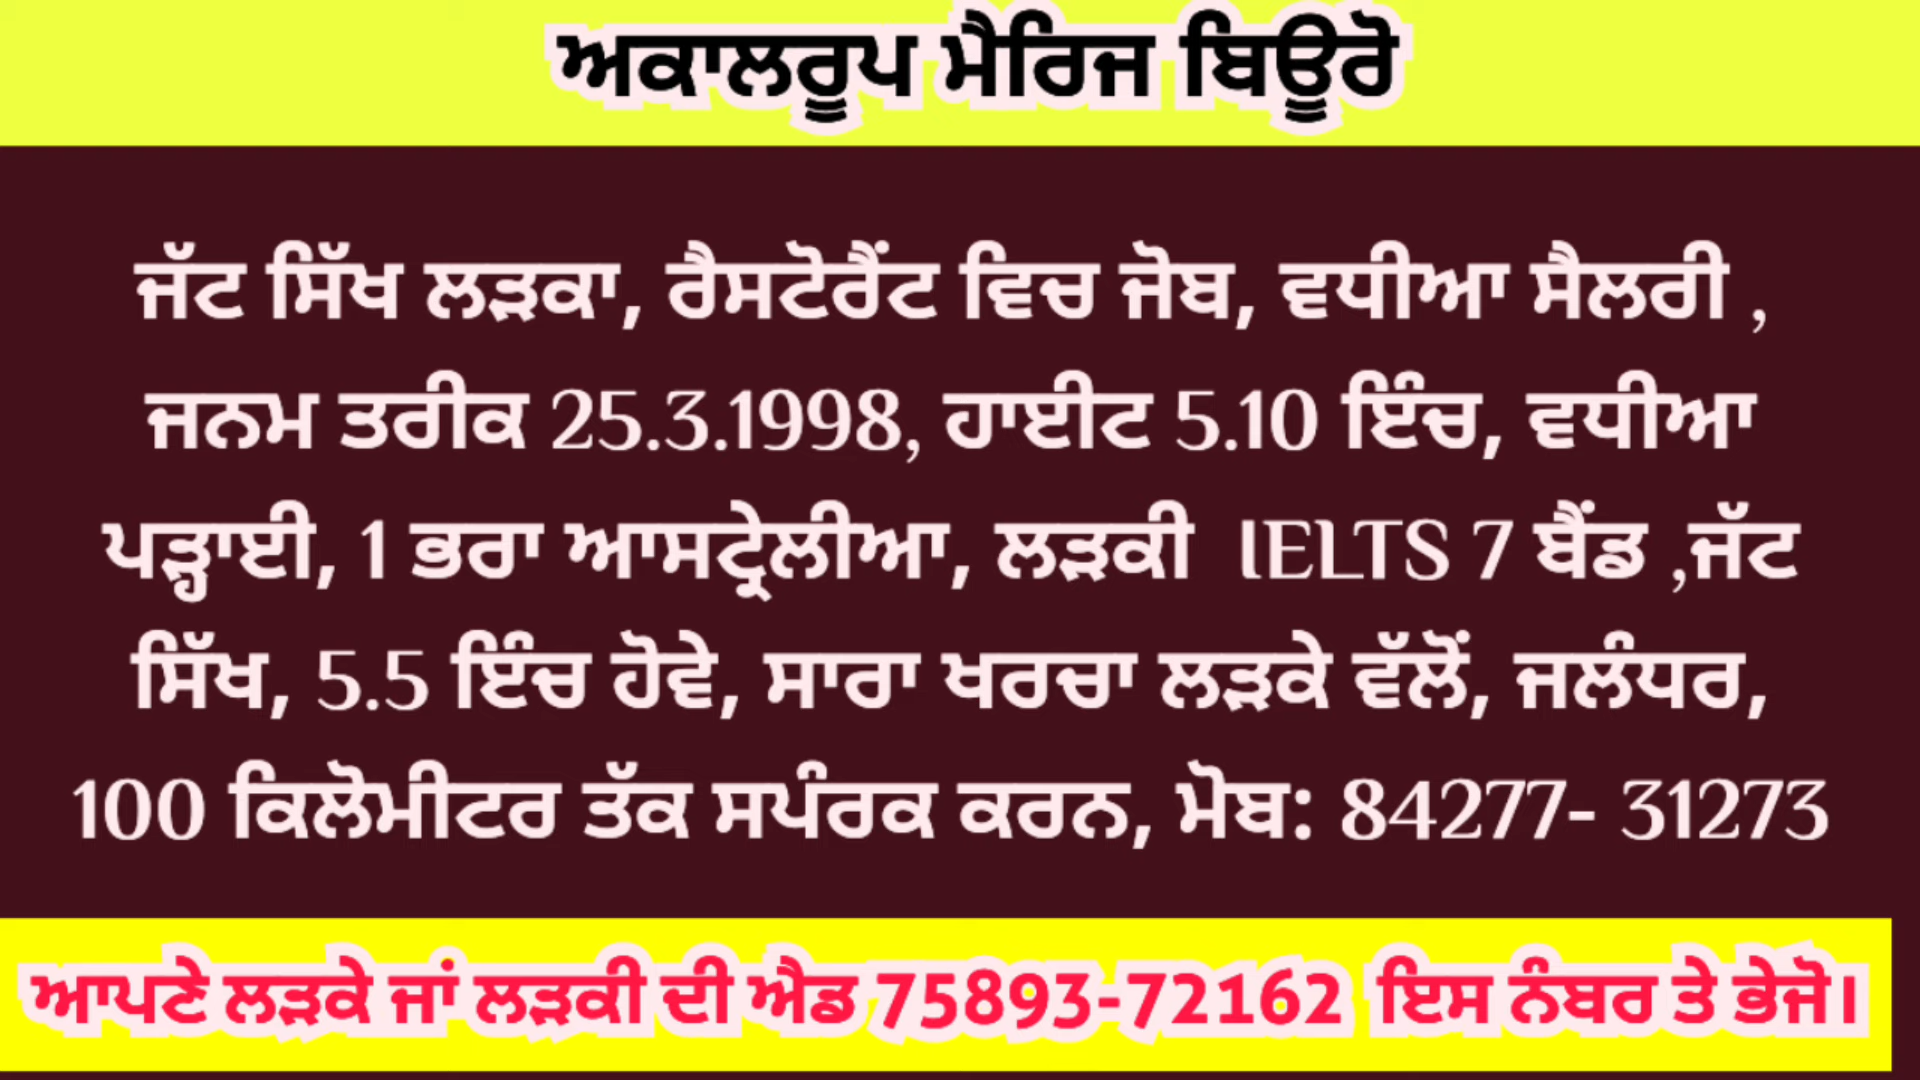 ਅਕਾਲਰੂਪ ਮੈਰਿਜ ਬਿਊਰੋ
ਜੱਟ ਸਿੱਖ ਲੜਕਾ, ਰੈਸਟੋਰੈਂਟ ਵਿਚ ਜੋਬ, ਵਧੀਆ ਸੈਲਰੀ ,
ਜਨਮ ਤਰੀਕ 25.3.1998, ਹਾਈਟ 5.10 ਇੰਚ, ਵਧੀਆ
ਪੜ੍ਹਾਈ, 1 ਭਰਾ ਆਸਟ੍ਰੇਲੀਆ, ਲੜਕੀ  IELTS 7 ਬੈਂਡ ,ਜੱਟ
ਸਿੱਖ, 5.5 ਇੰਚ ਹੋਵੇ, ਸਾਰਾ ਖਰਚਾ ਲੜਕੇ ਵੱਲੋਂ, ਜਲੰਧਰ,
100 ਕਿਲੋਮੀਟਰ ਤੱਕ ਸਪੰਰਕ ਕਰਨ, ਮੋਬ: 84277- 31273
ਆਪਣੇ ਲੜਕੇ ਜਾਂ ਲੜਕੀ ਦੀ ਐਡ 75893-72162  ਇਸ ਨੰਬਰ ਤੇ ਭੇਜੋ।